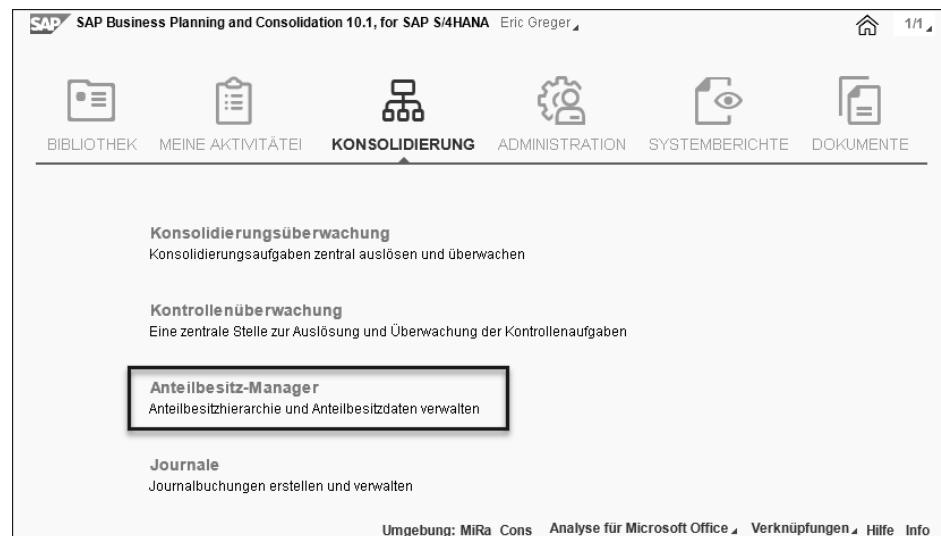 SAP SAP Business Planning and Consolidation 10.1, for SAP S/4HANA Eric Greger 1/1
BIBLIOTHEK MEINE AKTIVITÄTEI KONSOLIDIERUNG ADMINISTRATION SYSTEMBERICHTE DOKUMENTE
Konsolidierungsüberwachung
Konsolidierungsaufgaben zentral auslösen und überwachen
Kontrollenüberwachung
Eine zentrale Stelle zur Auslösung und Überwachung der Kontrollenaufgaben
Anteilbesitz-Manager
Anteilbesitzhierarchie und Anteilbesitzdaten verwalten
Journale
Journalbuchungen erstellen und verwalten
Umgebung: MiRa Cons Analyse für Microsoft Office Verknüpfungen Hilfe Info